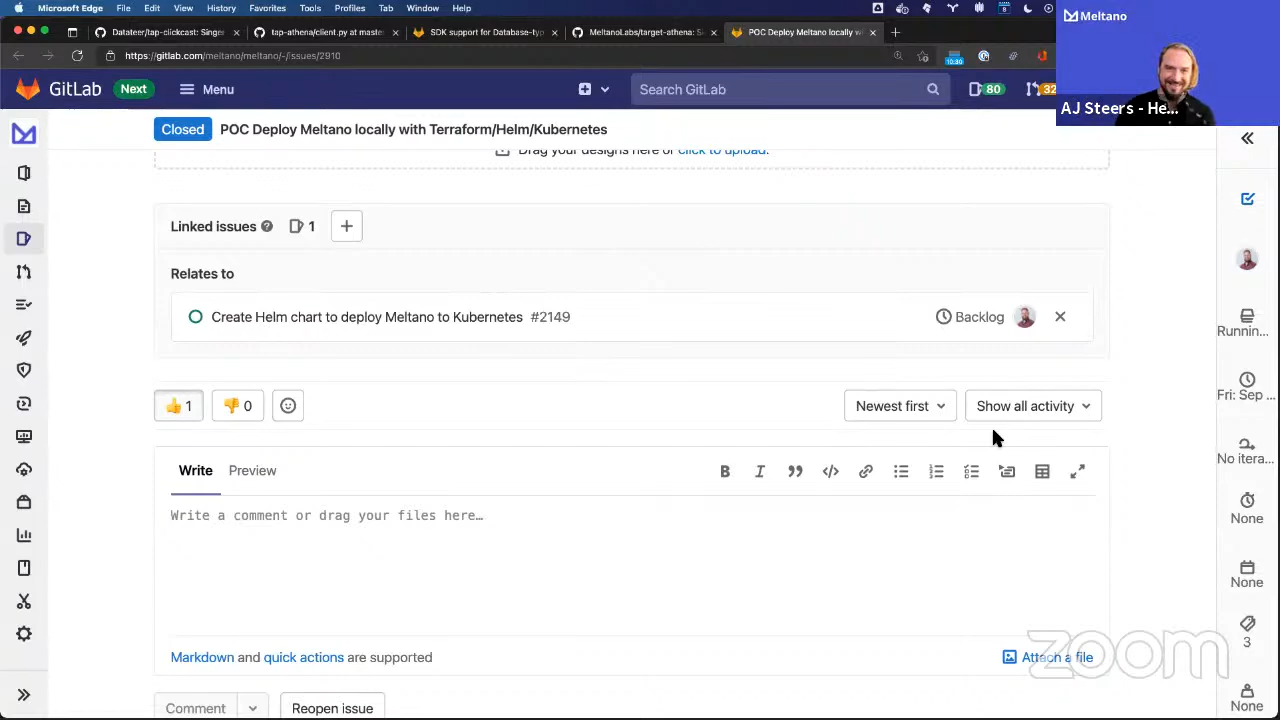 Microsoft Edge File Edit View History Favorites Tools Profiles Tab Window Help
Datateer/tap-clickcast: Singer
tap-athena/client.py at maste
SDK support for Database-typ
MeltanoLabs/target-athena: S
POC Deploy Meltano locally w
https://gitlab.com/meltano/meltano/-/issues/2910
10:30
GitLab Next Menu Search GitLab 80 32
Meltano
AJ Steers - He...
Closed POC Deploy Meltano locally with Terraform/Helm/Kubernetes
Drag your designs here or click to upload.
Linked issues 1
Relates to
Create Helm chart to deploy Meltano to Kubernetes #2149 Backlog
Runnin...
Fri: Sep ...
👍 1 👎 0 Newest first Show all activity
No itera...
Write Preview
Write a comment or drag your files here…
None
None
Markdown and quick actions are supported Attach a file
3
zoom
Comment Reopen issue
None